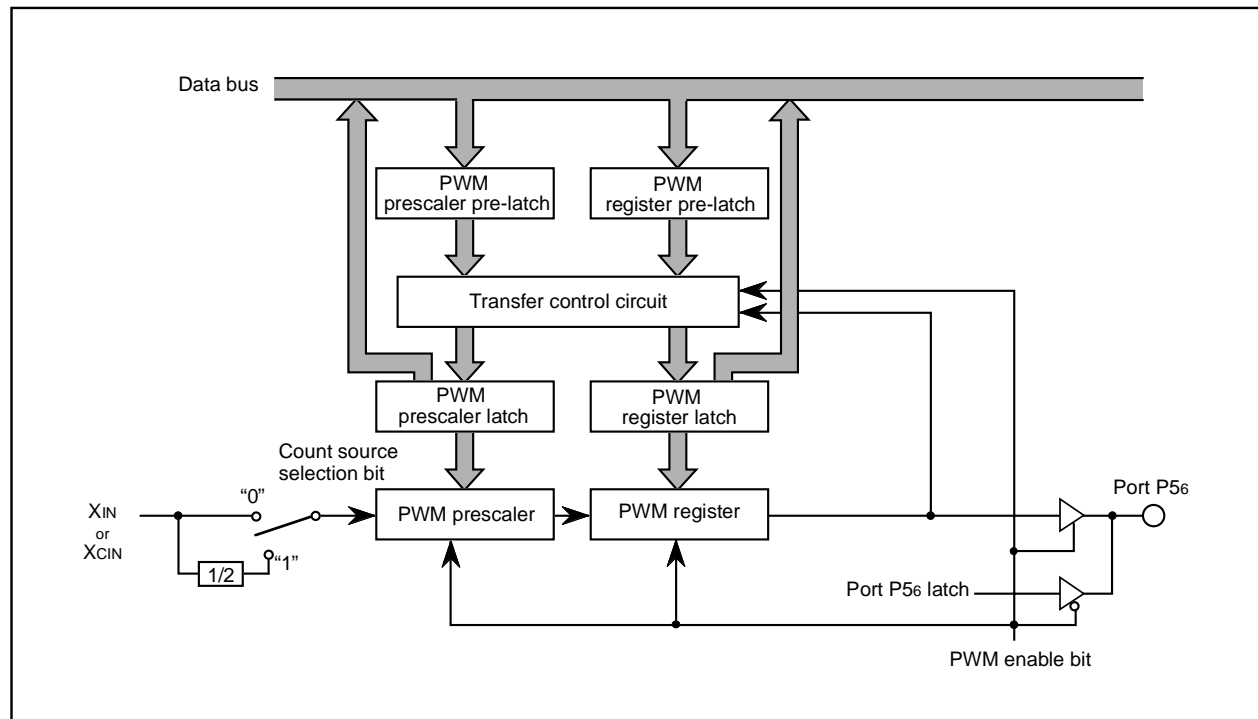 Data bus
PWM
prescaler pre-latch
PWM
register pre-latch
Transfer control circuit
PWM
prescaler latch
PWM
register latch
Count source
selection bit
“0”
XIN
or
XCIN
“1”
1/2
PWM prescaler
PWM register
Port P56
Port P56 latch
PWM enable bit